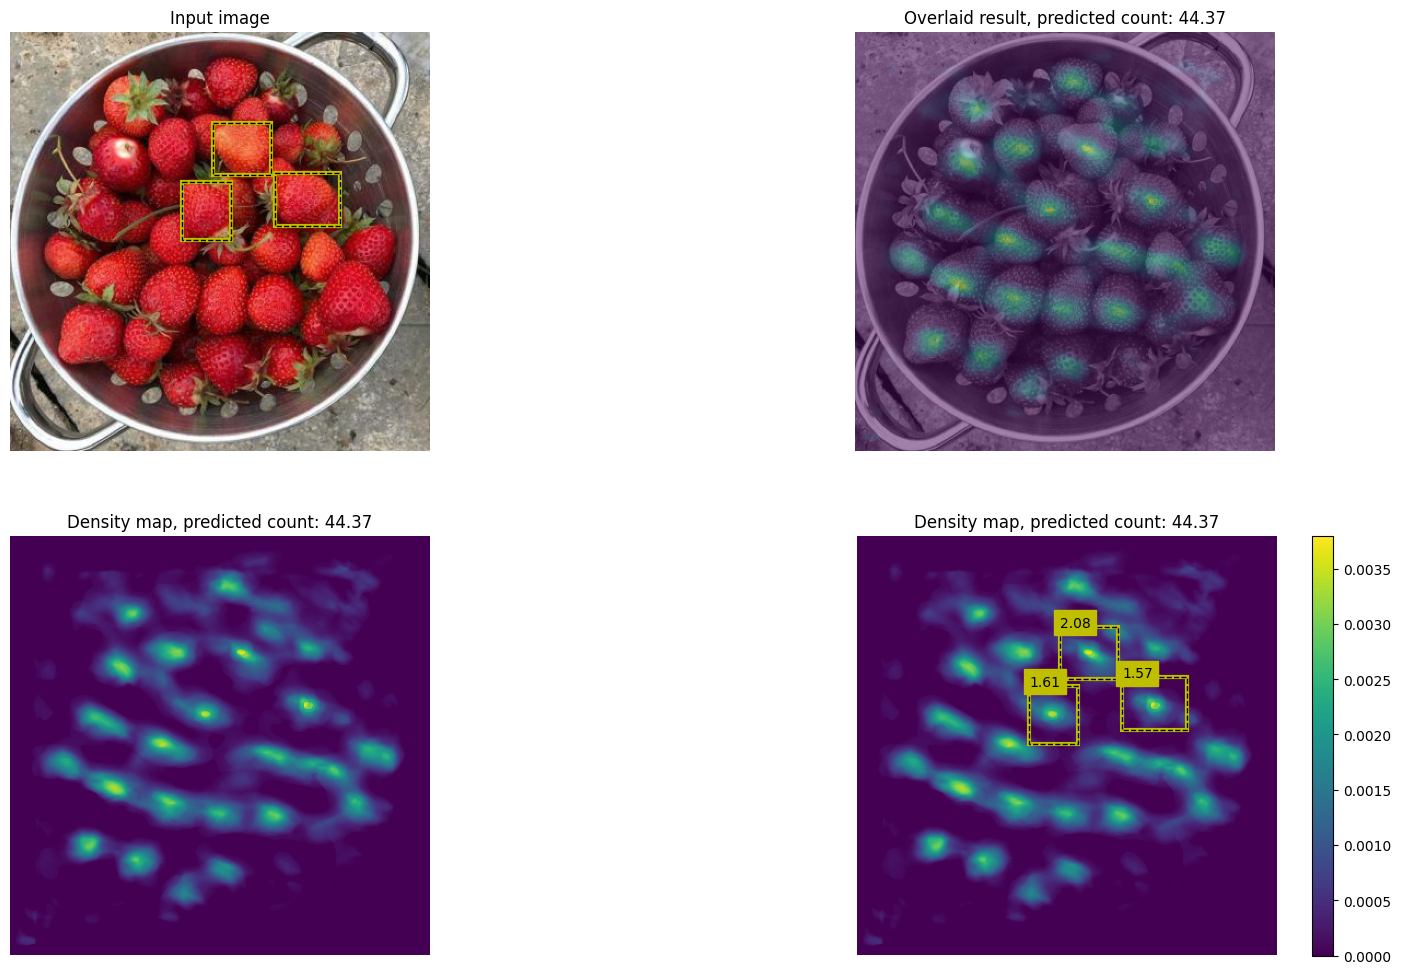 Input image
Overlaid result, predicted count: 44.37
Density map, predicted count: 44.37
Density map, predicted count: 44.37
2.08
1.57
1.61
0.0035
0.0030
0.0025
0.0020
0.0015
0.0010
0.0005
0.0000